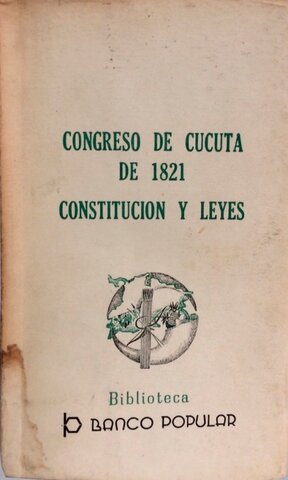 CONGRESO DE CUCUTA
DE 1821
CONSTITUCION Y LEYES
Biblioteca
BANCO POPULAR